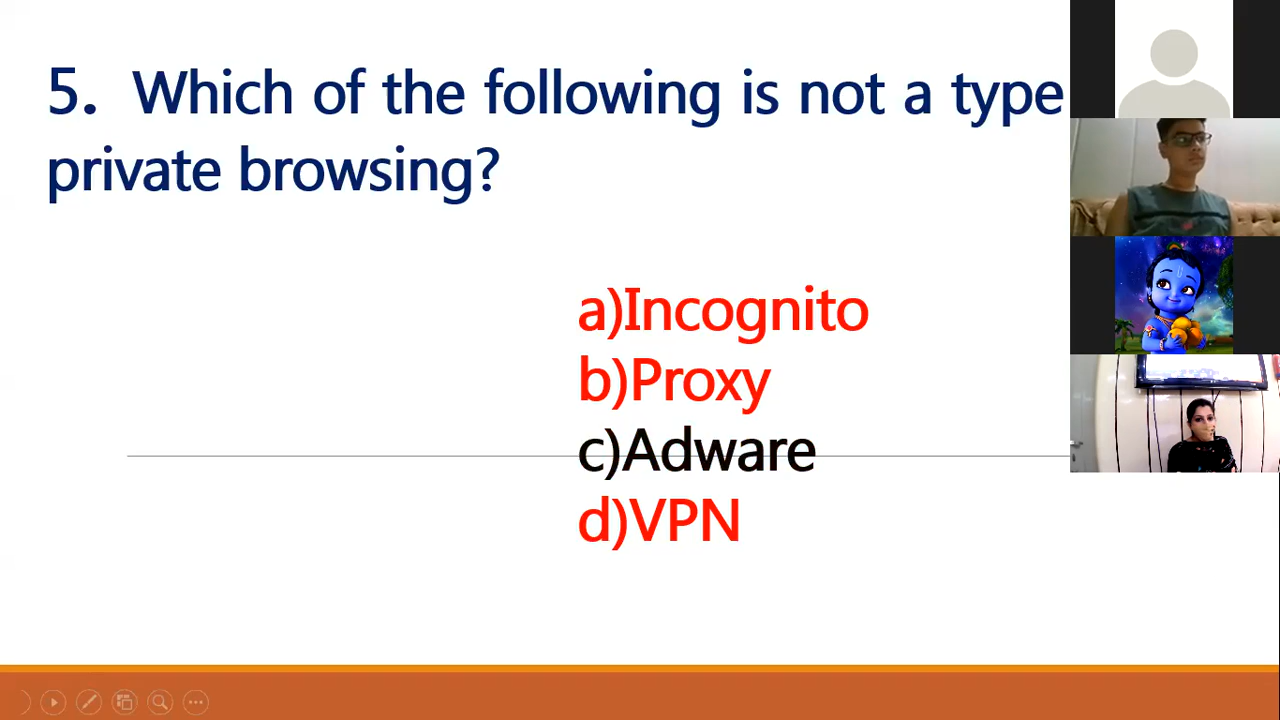 5. Which of the following is not a type
private browsing?
a)Incognito
b)Proxy
c)Adware
d)VPN